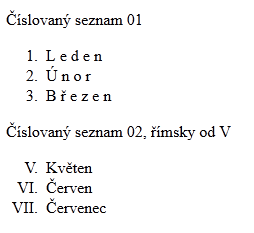 Číslovaný seznam 01
1. L e d e n
2. Ú n o r
3. B ř e z e n
Číslovaný seznam 02, římsky od V
V. Květen
VI. Červen
VII. Červenec